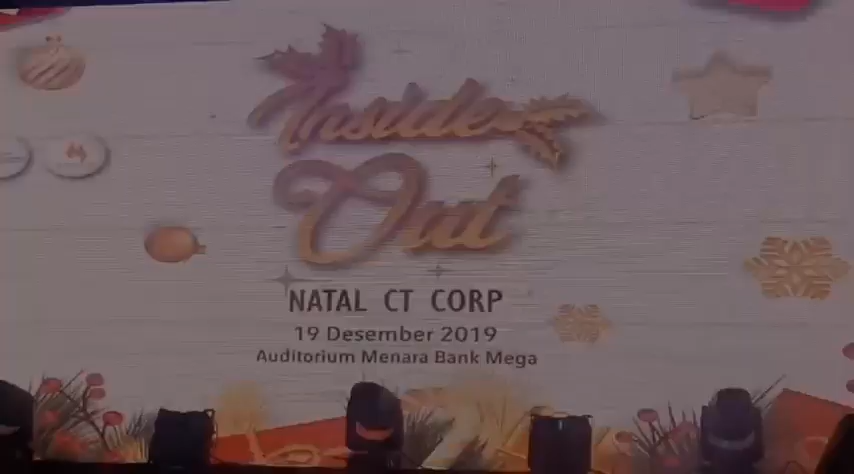 Inside
Out
NATAL CT CORP
19 Desember 2019
Auditorium Menara Bank Mega